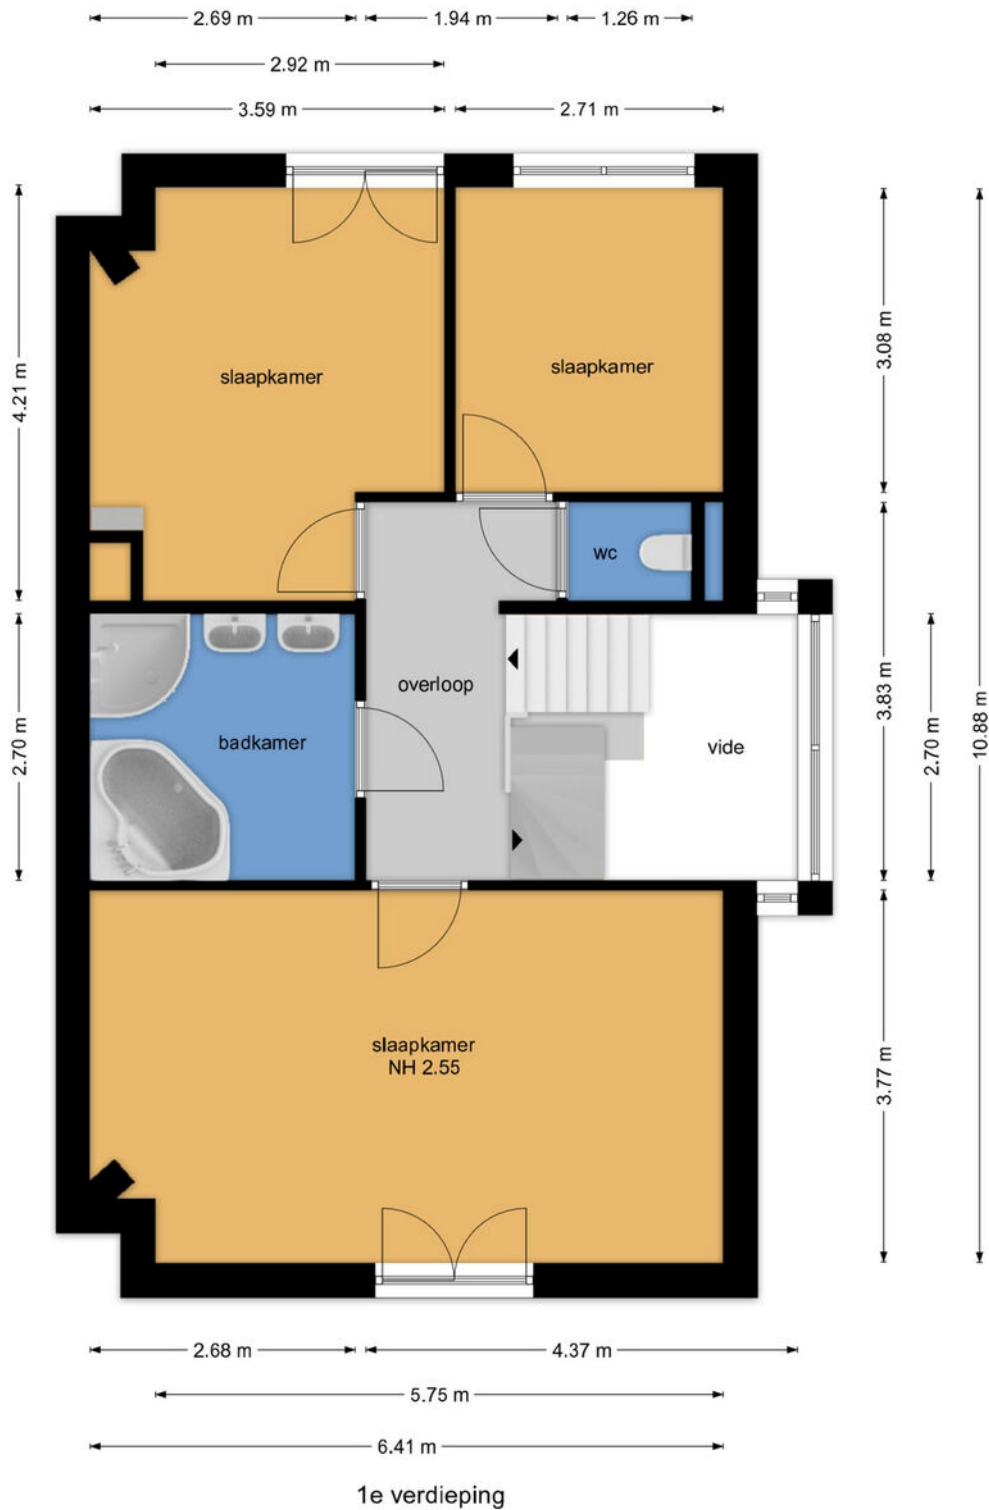 2.69 m 1.94 m 1.26 m
2.92 m
3.59 m 2.71 m
4.21 m
3.08 m
10.88 m
slaapkamer
slaapkamer
wc
overloop
3.83 m
2.70 m
2.70 m
badkamer
vide
slaapkamer
NH 2.55
3.77 m
2.68 m 4.37 m
5.75 m
6.41 m
1e verdieping